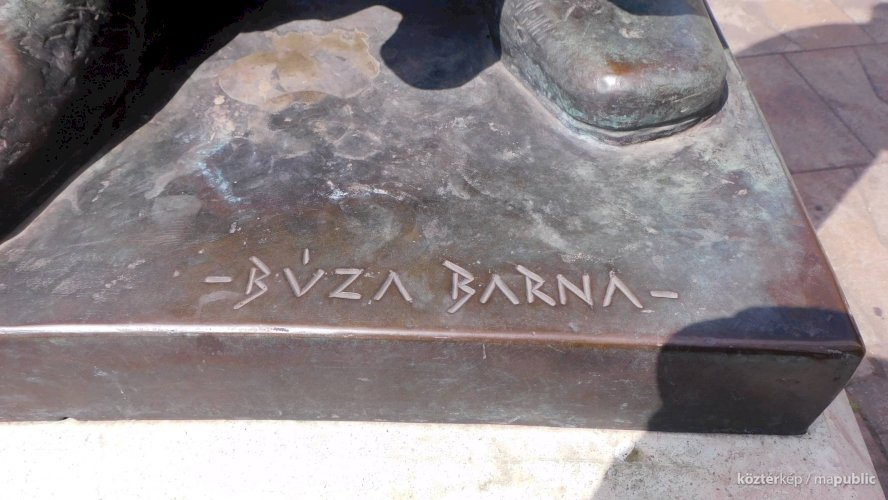 -BÚZA BARNA-
köztérkép / mapublic